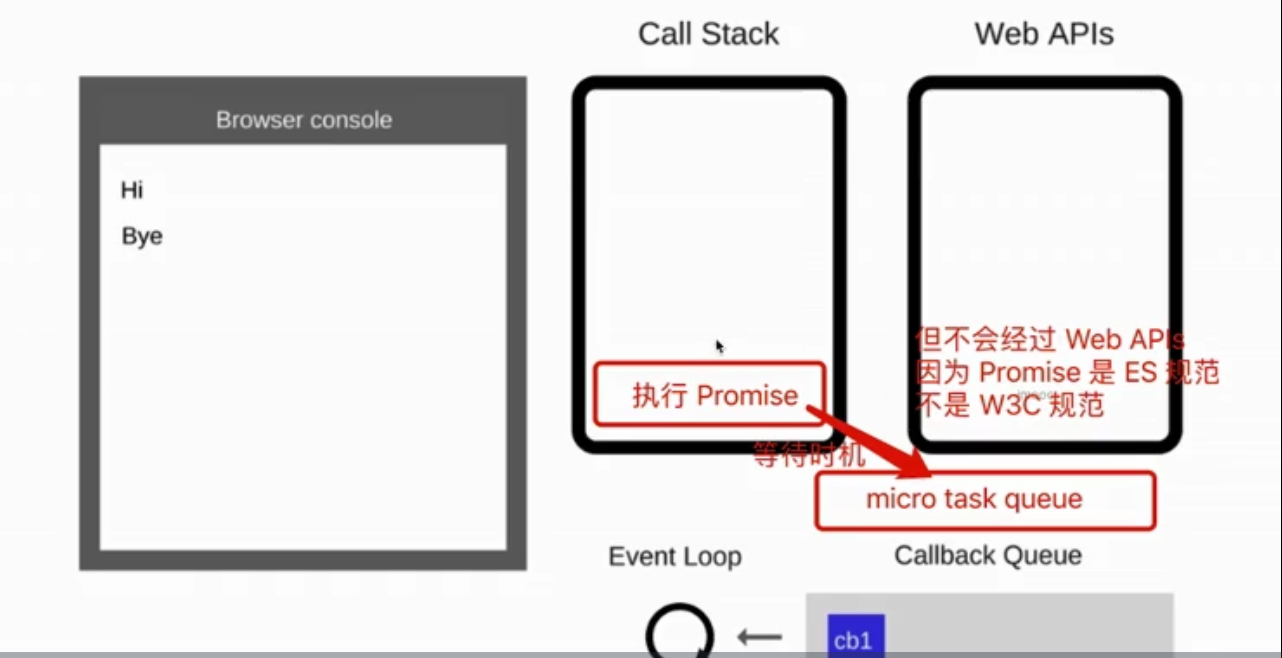 Call Stack
Web APIs
Browser console
Hi
Bye
但不会经过 Web APIs
因为 Promise 是 ES 规范
不是 W3C 规范
执行 Promise
等待时机
micro task queue
Event Loop
Callback Queue
cb1